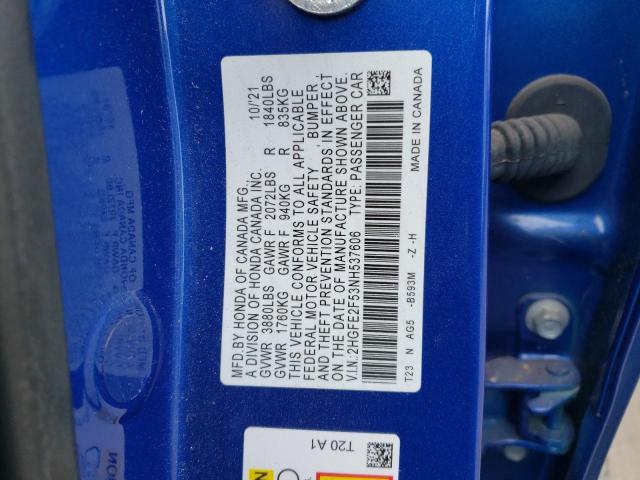 MFD.BY HONDA OF CANADA MFG. 10/21
A DIVISION OF HONDA CANADA INC.
GVWR 3880LBS GAWR F 2072LBS R 1840LBS
GVWR 1760KG GAWR F 940KG R 835KG
THIS VEHICLE CONFORMS TO ALL APPLICABLE
FEDERAL MOTOR VEHICLE SAFETY, BUMPER,
AND THEFT PREVENTION STANDARDS IN EFFECT
ON THE DATE OF MANUFACTURE SHOWN ABOVE.
V.I.N.: 2HGFE2F53NH537606 TYPE: PASSENGER CAR
T23 N AG5 -B593M -Z -H MADE IN CANADA
T20 A1